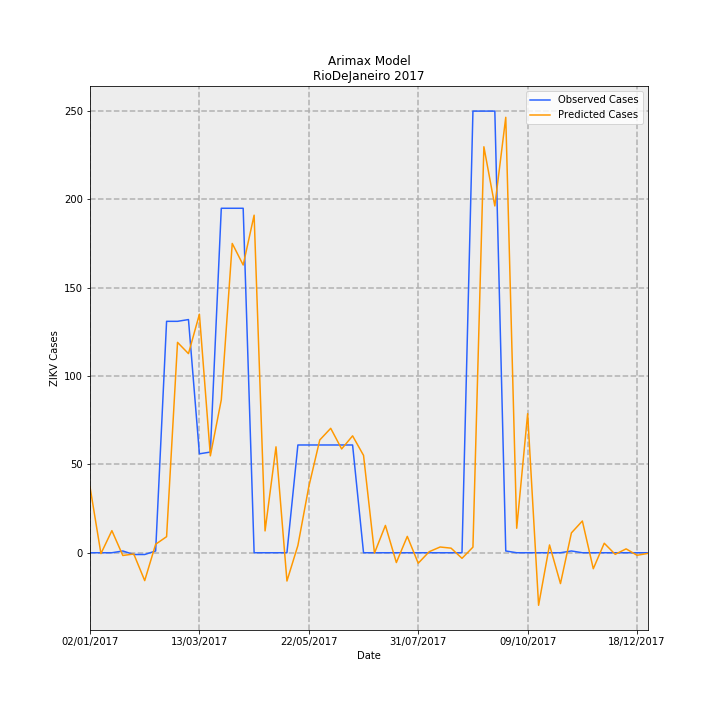 Arimax Model
RioDeJaneiro 2017
Observed Cases
Predicted Cases
250
200
150
100
50
0
ZIKV Cases
02/01/2017
13/03/2017
22/05/2017
31/07/2017
09/10/2017
18/12/2017
Date